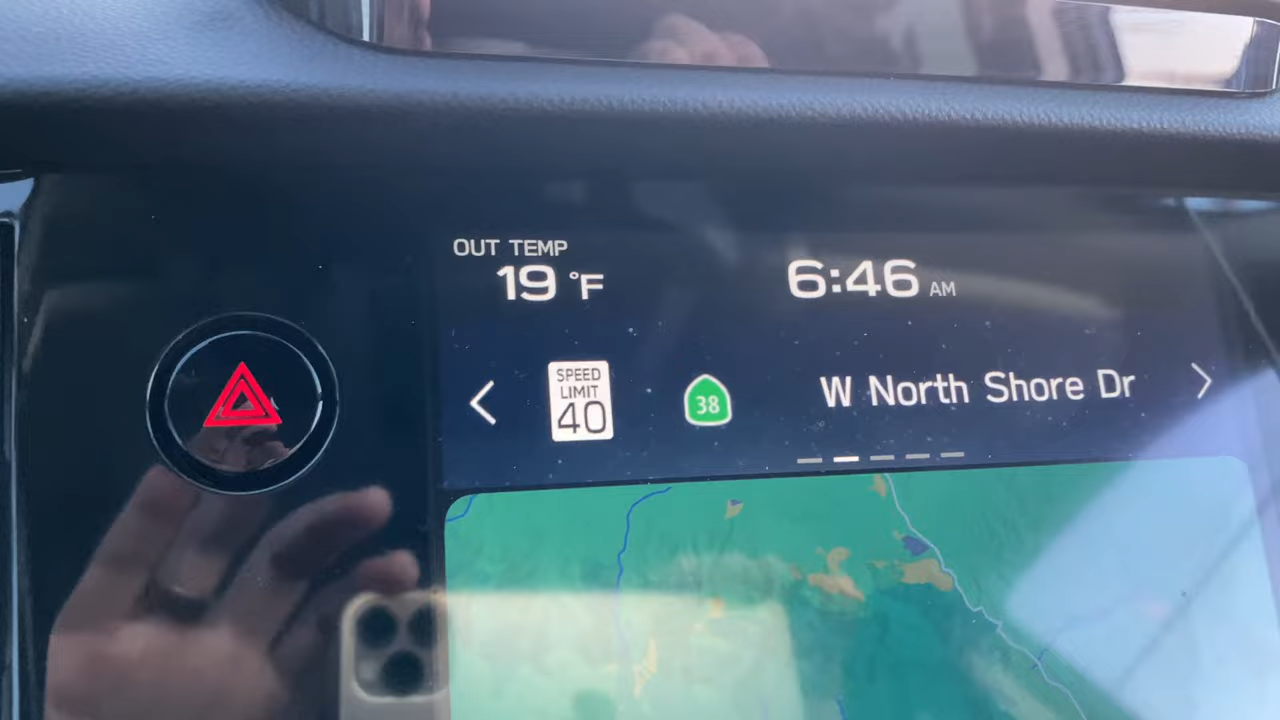 OUT TEMP
19 °F
6:46 AM
SPEED
LIMIT
40
38
W North Shore Dr